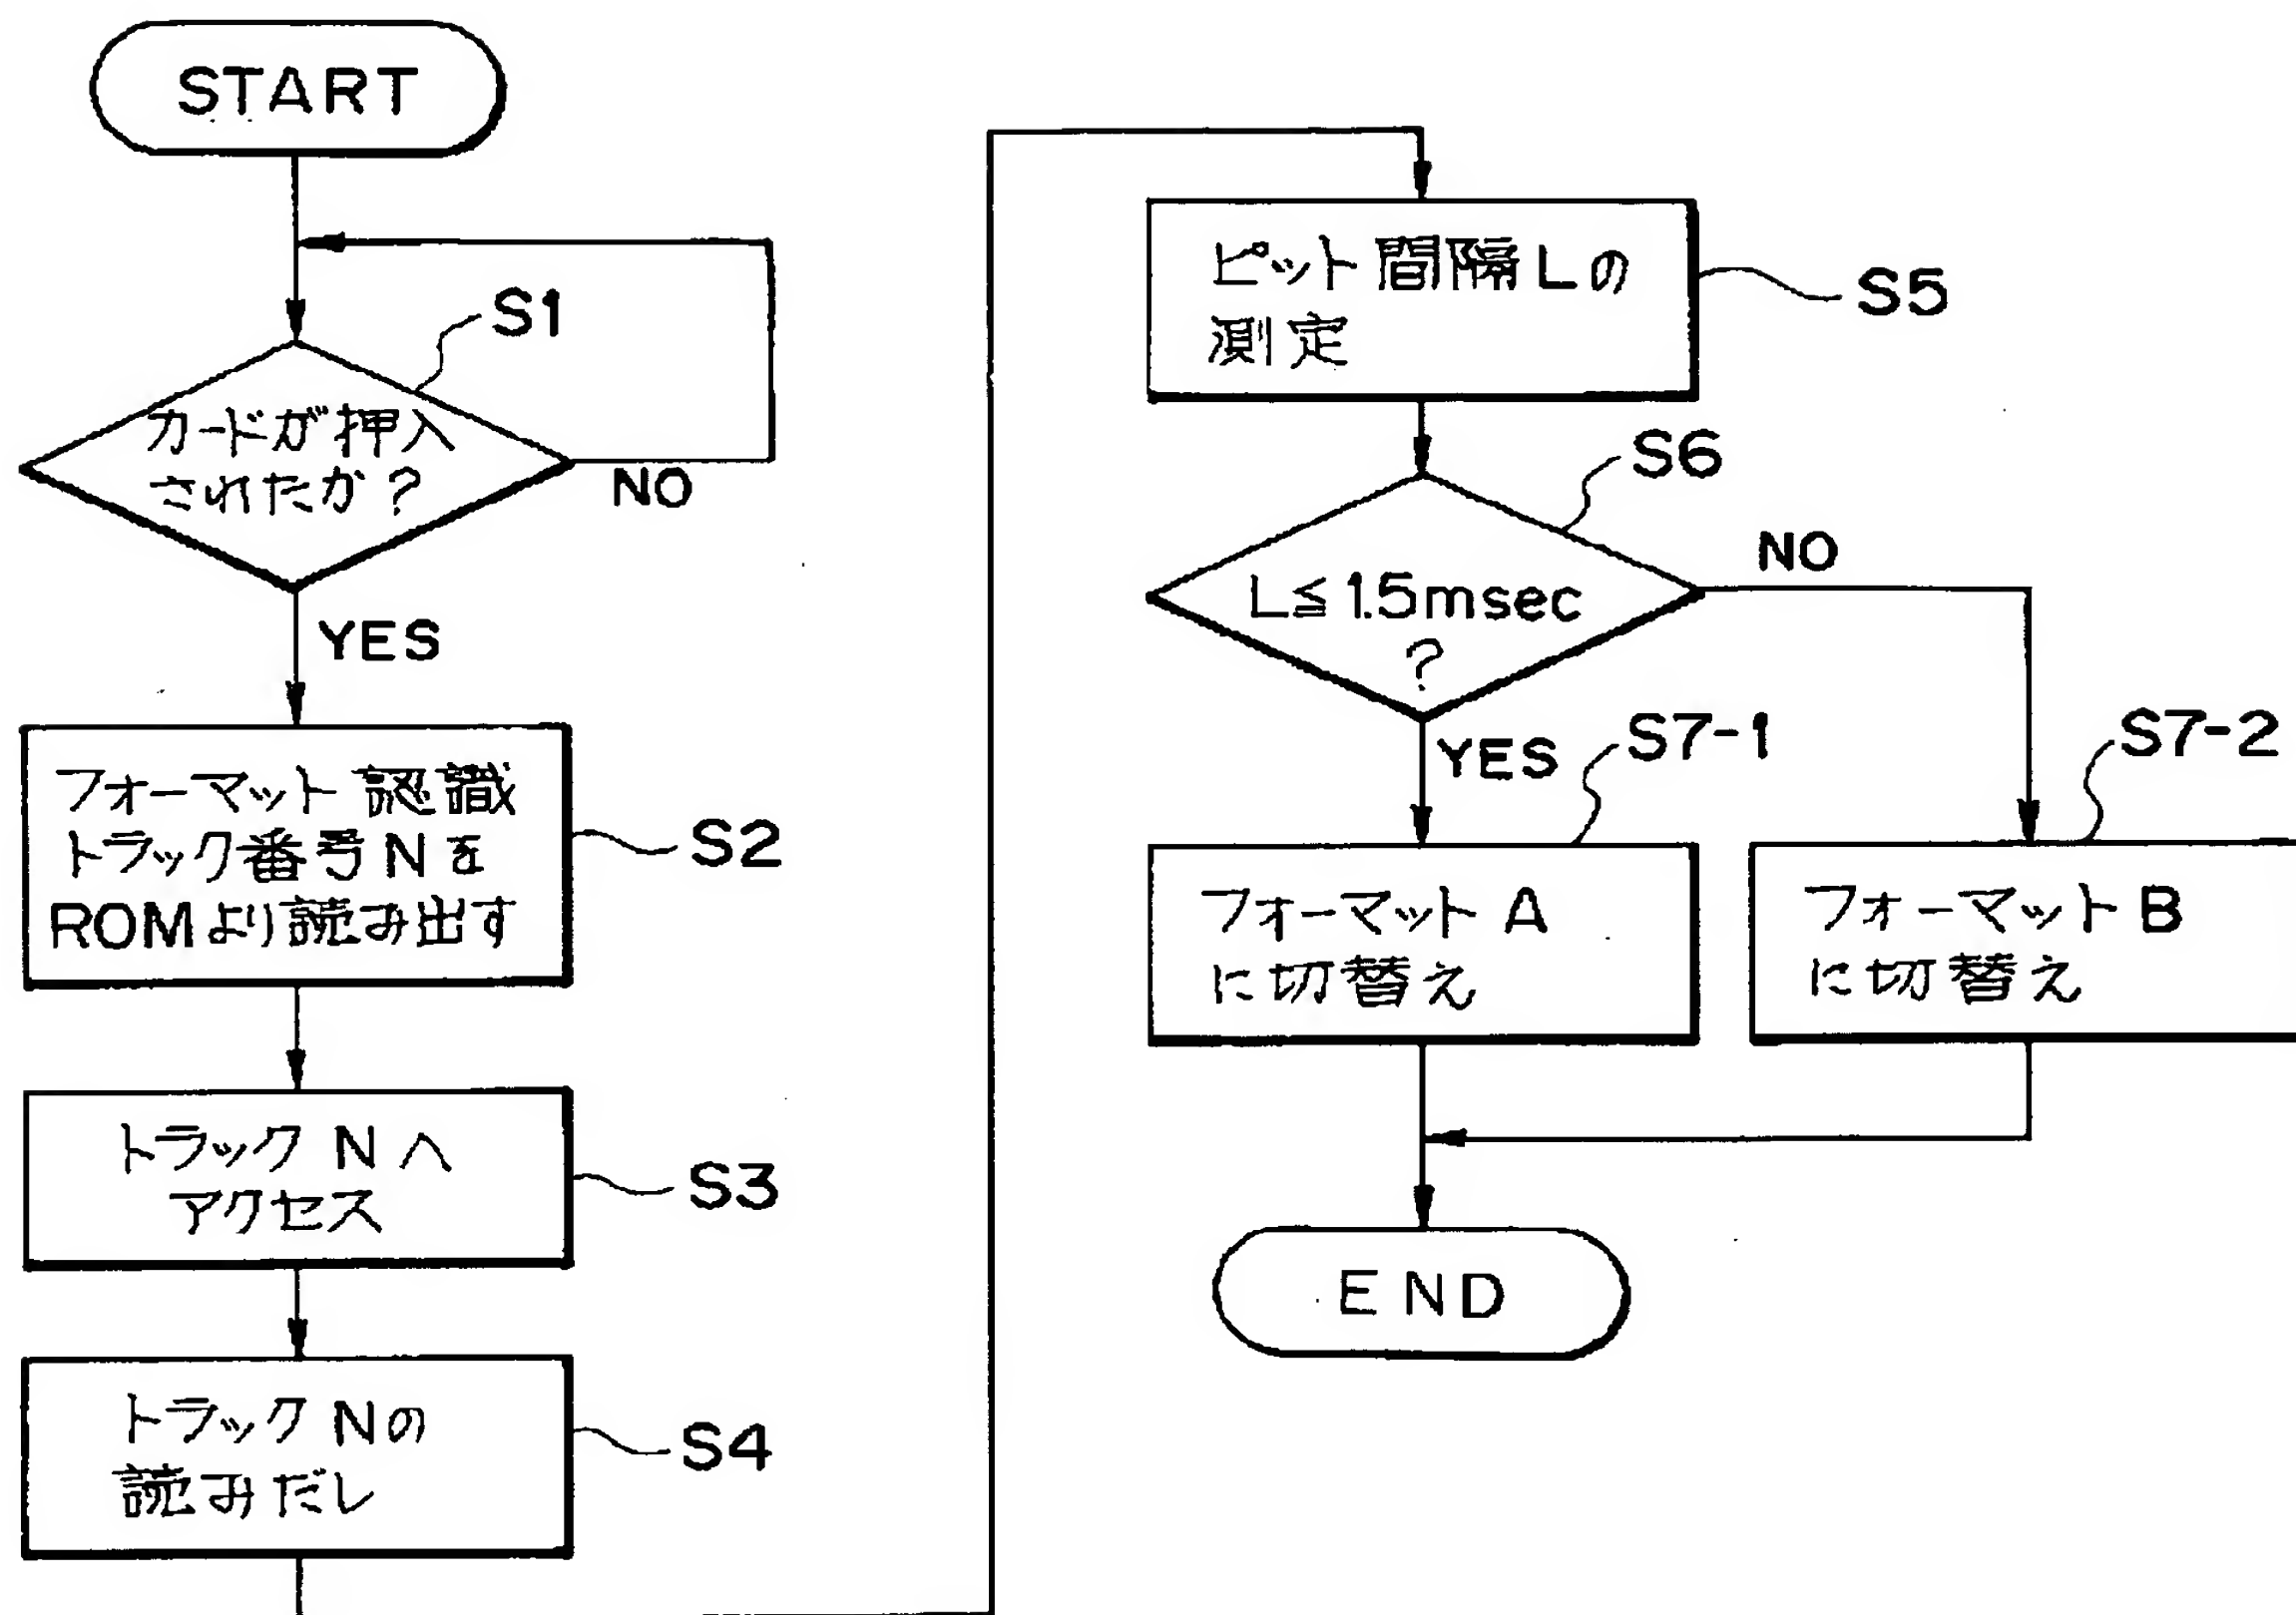 START
S1
カードが押入
されたか?
NO
YES
フォーマット認識
トラック番号Nを
ROMより読み出す
S2
トラックNへ
アクセス
S3
トラックNの
読みだし
S4
ピット間隔Lの
測定
S5
S6
L≦1.5msec
?
NO
YES
S7-1
フォーマットA
に切替え
S7-2
フォーマットB
に切替え
END